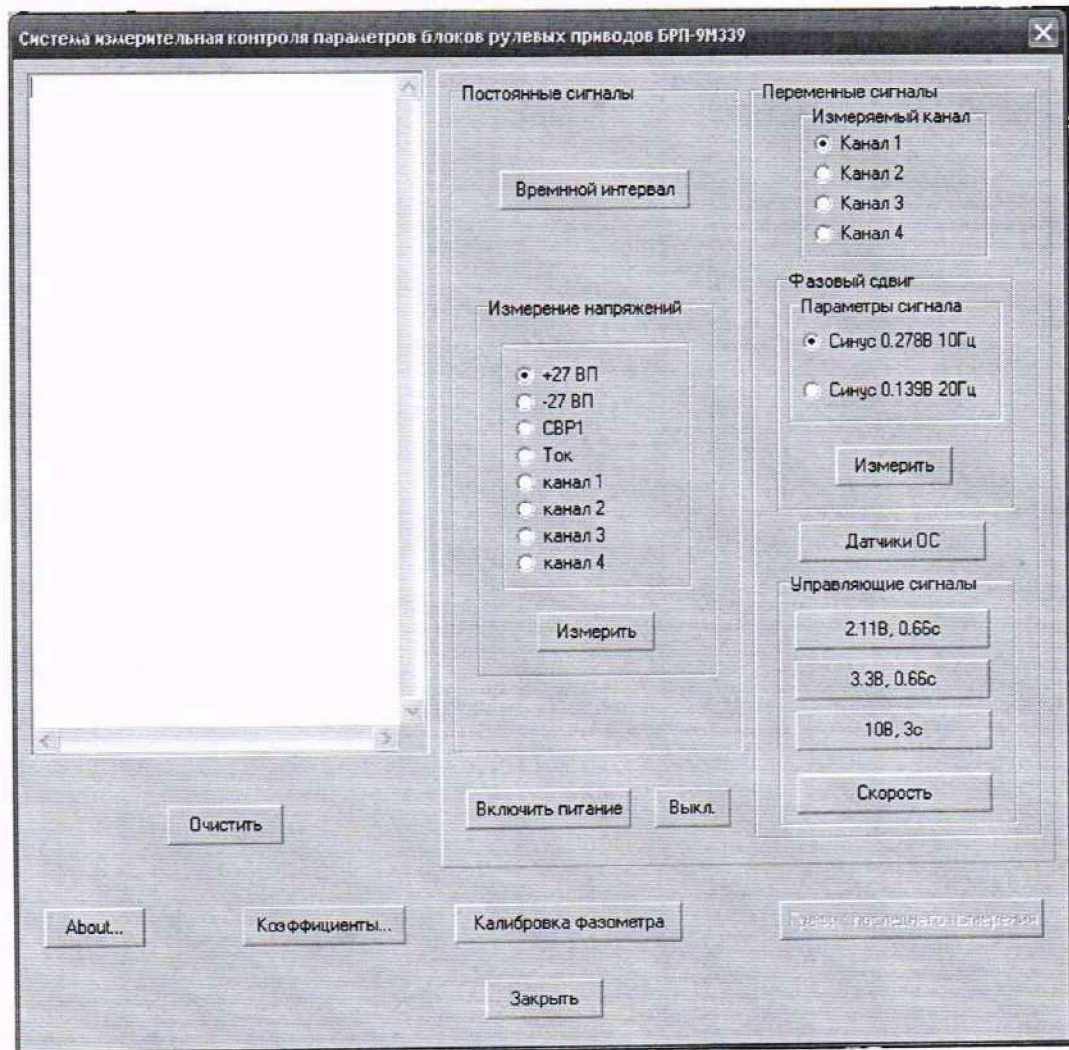 Система измерительная контроля параметров блоков рулевых приводов БРП-9М339
Постоянные сигналы
Времнной интервал
Измерение напряжений
+27 ВП
-27 ВП
СВР1
Ток
канал 1
канал 2
канал 3
канал 4
Измерить
Включить питание
Выкл.
Переменные сигналы
Измеряемый канал
Канал 1
Канал 2
Канал 3
Канал 4
Фазовый сдвиг
Параметры сигнала
Синус 0.278В 10Гц
Синус 0.139В 20Гц
Измерить
Датчики ОС
Управляющие сигналы
2.11В, 0.66с
3.3В, 0.66с
10В, 3с
Скорость
Очистить
About...
Коэффициенты...
Калибровка фазометра
последнего измерения
Закрыть